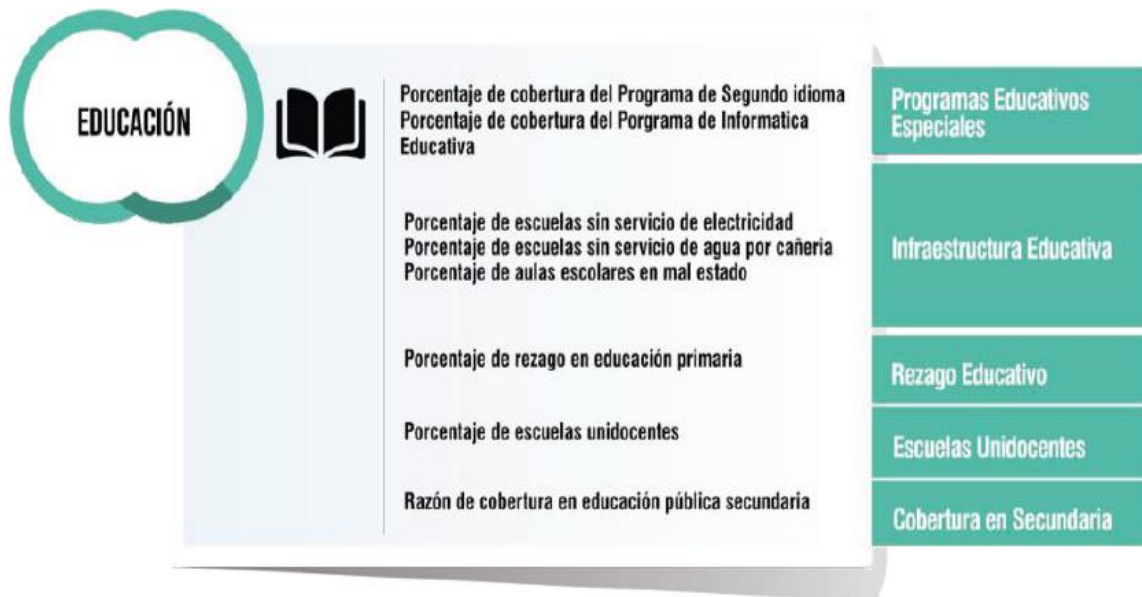 EDUCACIÓN
Porcentaje de cobertura del Programa de Segundo idioma
Porcentaje de cobertura del Porgrama de Informatica
Educativa
Programas Educativos
Especiales
Porcentaje de escuelas sin servicio de electricidad
Porcentaje de escuelas sin servicio de agua por cañeria
Porcentaje de aulas escolares en mal estado
Infraestructura Educativa
Porcentaje de rezago en educación primaria
Rezago Educativo
Porcentaje de escuelas unidocentes
Escuelas Unidocentes
Razón de cobertura en educación pública secundaria
Cobertura en Secundaria